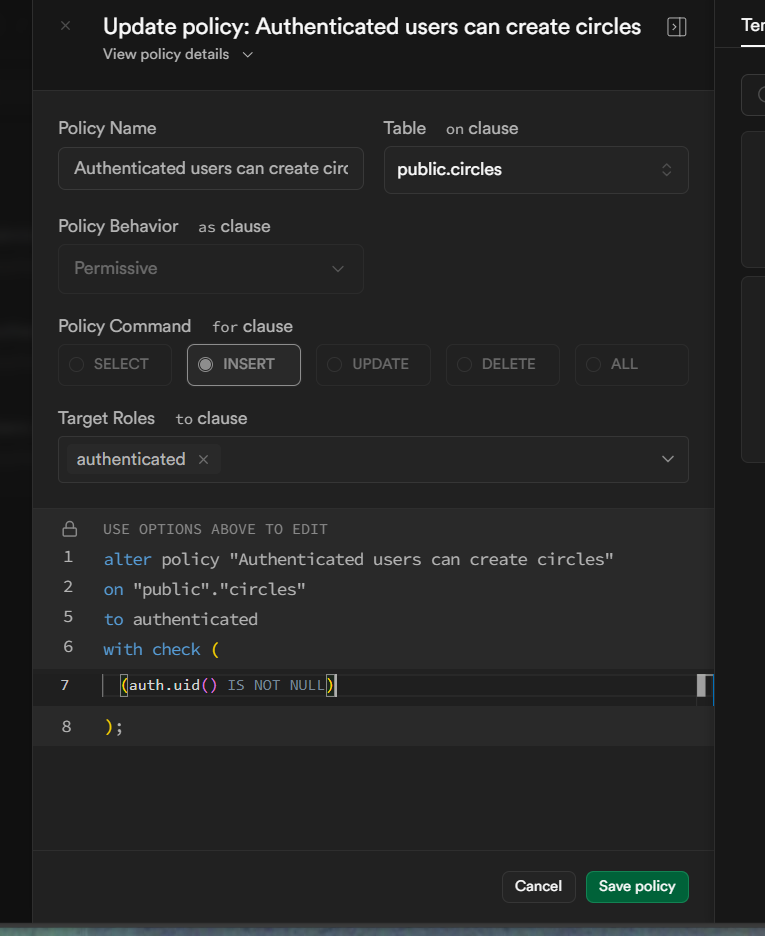 Update policy: Authenticated users can create circles
View policy details
Policy Name
Table on clause
Authenticated users can create circ
public.circles
Policy Behavior as clause
Permissive
Policy Command for clause
SELECT INSERT UPDATE DELETE ALL
Target Roles to clause
authenticated
USE OPTIONS ABOVE TO EDIT
1 alter policy "Authenticated users can create circles"
2 on "public"."circles"
5 to authenticated
6 with check (
7 (auth.uid() IS NOT NULL)
8 );
Cancel Save policy